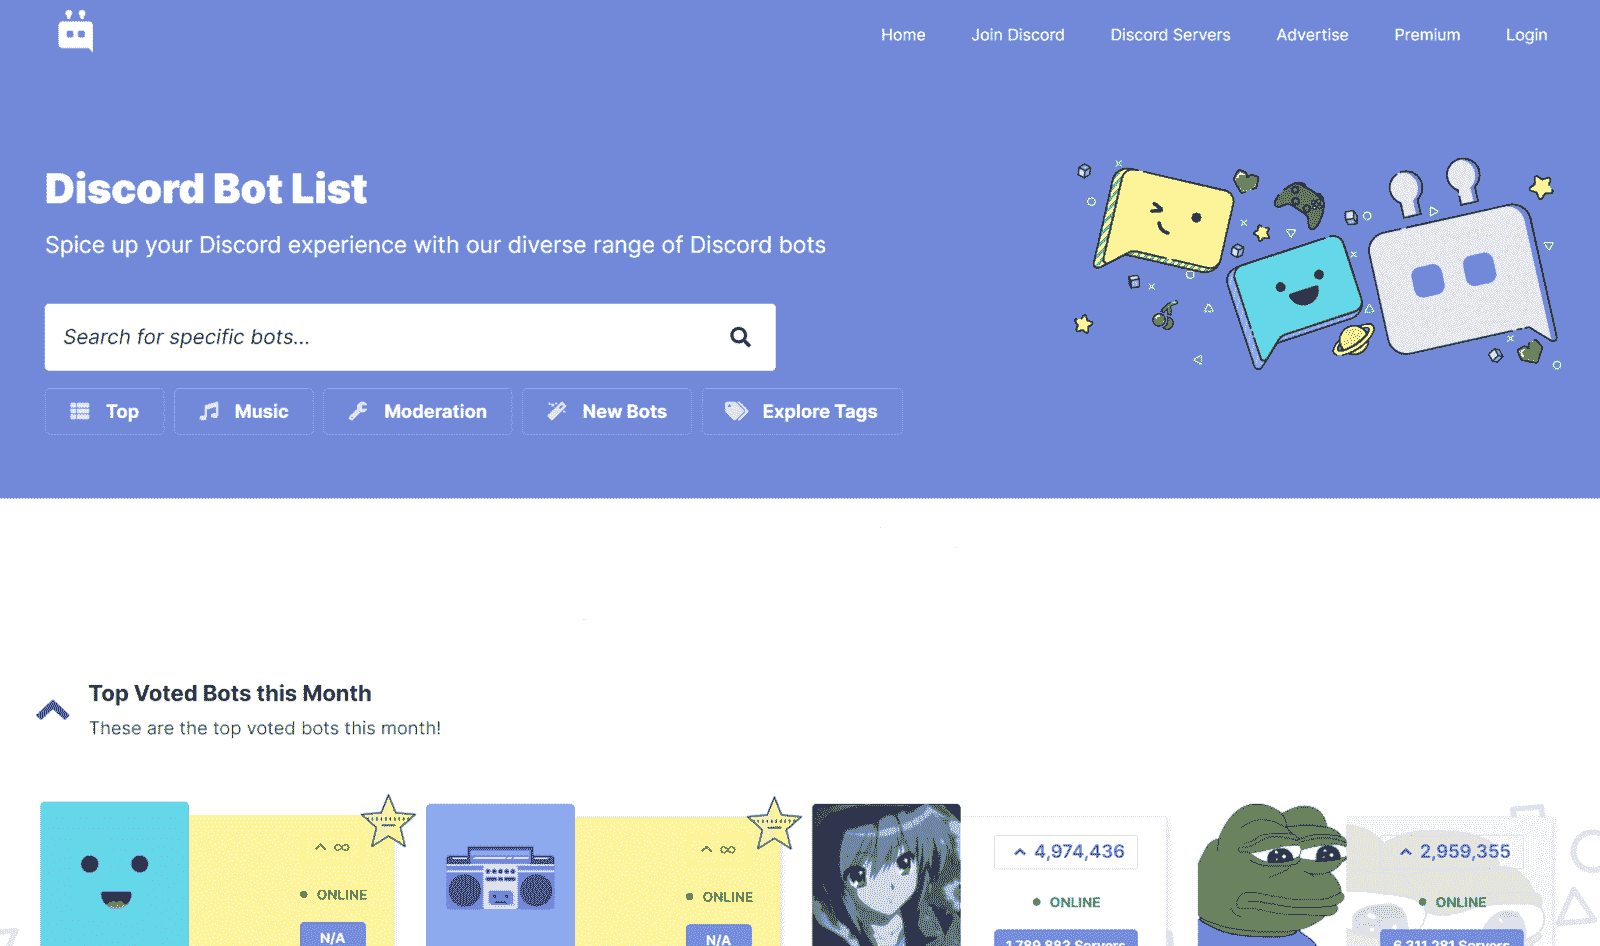 Home Join Discord Discord Servers Advertise Premium Login
Discord Bot List
Spice up your Discord experience with our diverse range of Discord bots
Search for specific bots...
Top Music Moderation New Bots Explore Tags
Top Voted Bots this Month
These are the top voted bots this month!
∞
ONLINE
N/A
∞
ONLINE
N/A
4,974,436
ONLINE
1,789,883 Servers
2,959,355
ONLINE
6,311,281 Servers